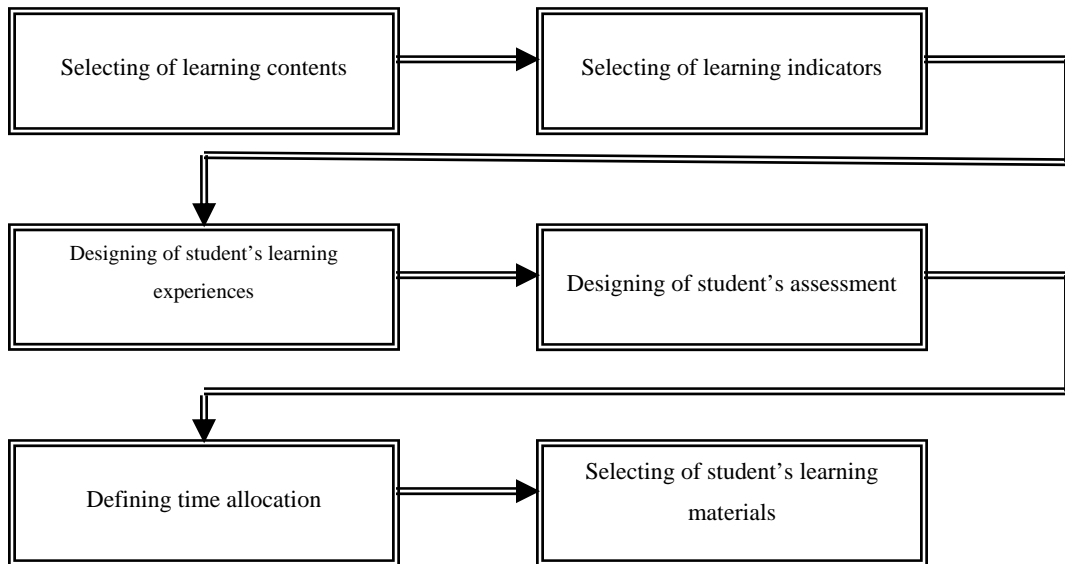 Selecting of learning contents
Selecting of learning indicators
Designing of student’s learning
experiences
Designing of student’s assessment
Defining time allocation
Selecting of student’s learning
materials